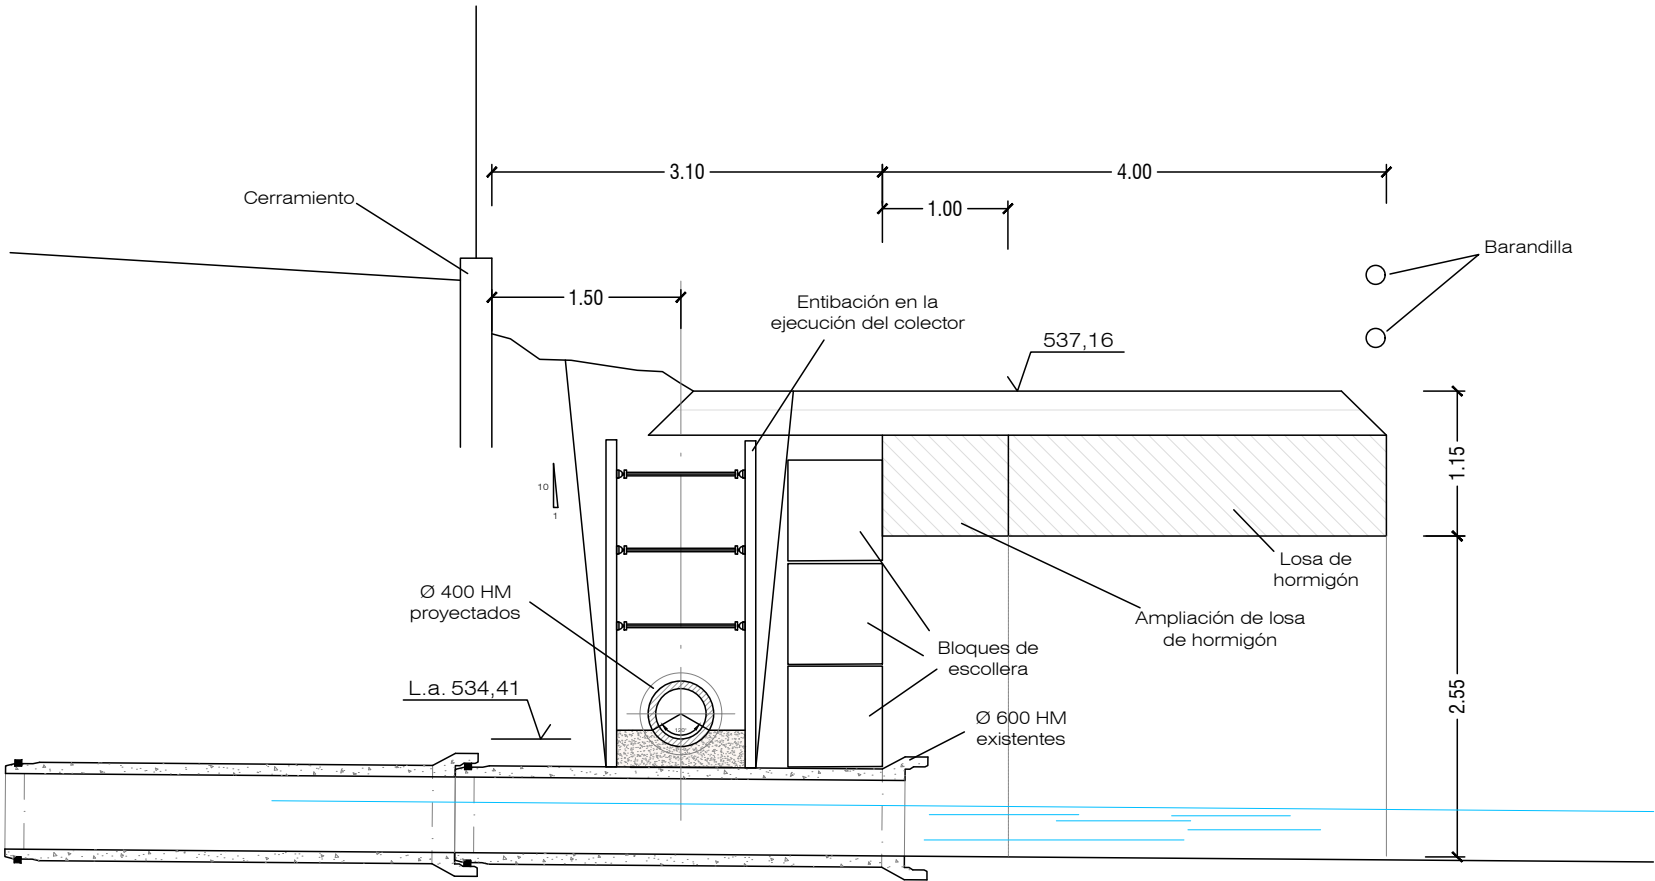 3.10
4.00
Cerramiento
1.00
Barandilla
1.50
Entibación en la
ejecución del colector
537,16
1.15
10
1
Losa de
hormigón
Ø 400 HM
proyectados
Ampliación de losa
de hormigón
Bloques de
escollera
L.a. 534,41
2.55
Ø 600 HM
existentes
120°